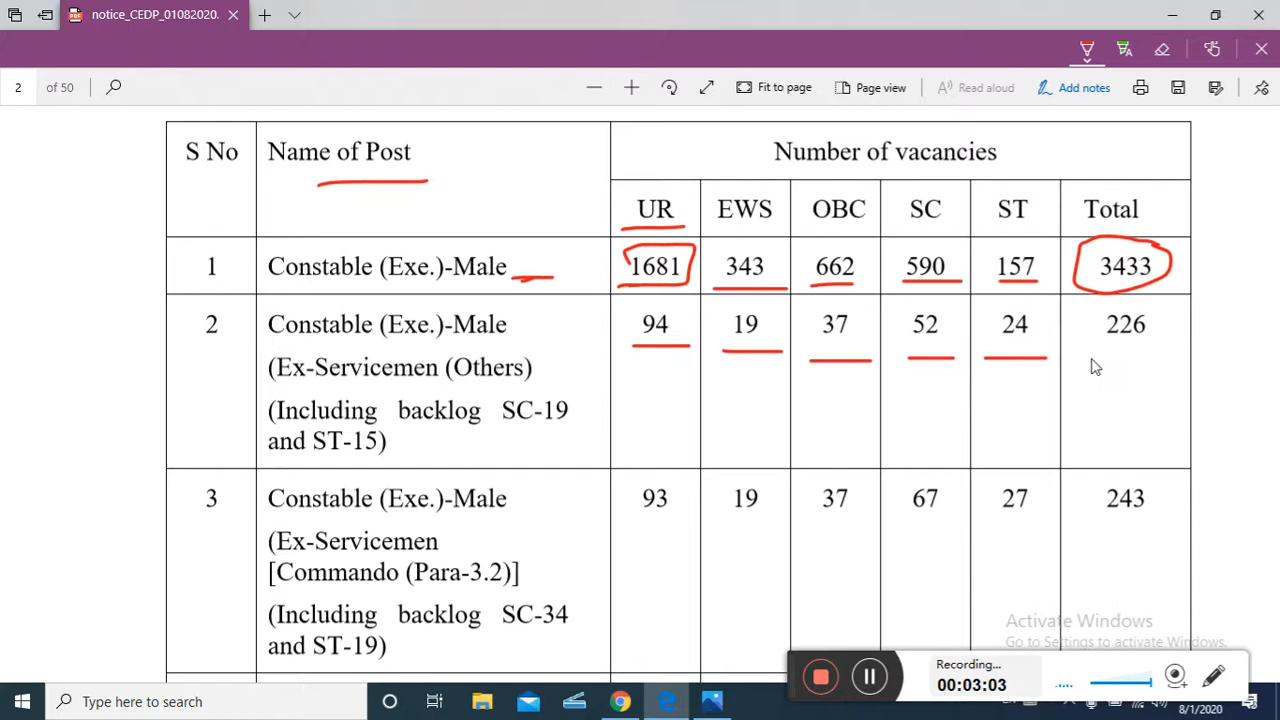 notice_CEDP_01082020.
2 of 50 Fit to page Page view Read aloud Add notes
S No Name of Post Number of vacancies
UR EWS OBC SC ST Total
1 Constable (Exe.)-Male 1681 343 662 590 157 3433
2 Constable (Exe.)-Male 94 19 37 52 24 226
(Ex-Servicemen (Others)
(Including backlog SC-19
and ST-15)
3 Constable (Exe.)-Male 93 19 37 67 27 243
(Ex-Servicemen
[Commando (Para-3.2)]
(Including backlog SC-34
and ST-19)
Activate Windows
Go to Settings to activate Windows.
Recording...
00:03:03
Type here to search
8/1/2020